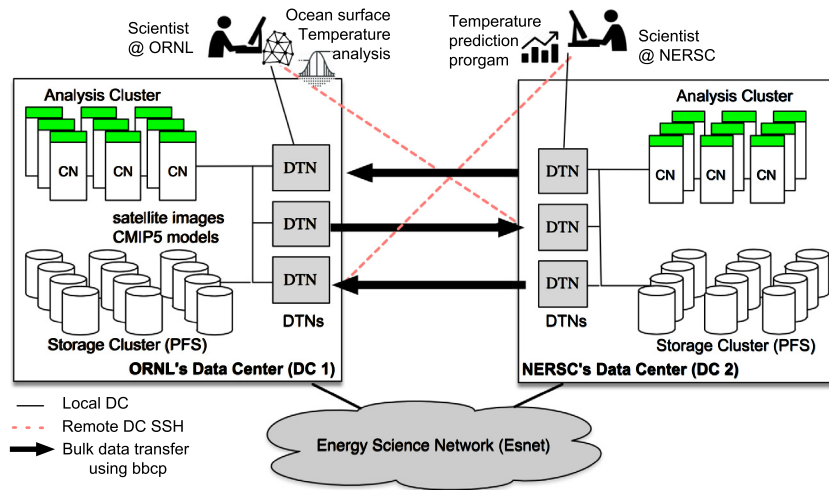 Scientist
@ ORNL
Ocean surface
Temperature
analysis
Temperature
prediction
prorgam
Scientist
@ NERSC
Analysis Cluster
CN
CN
CN
DTN
DTN
DTN
DTNs
satellite images
CMIP5 models
Storage Cluster (PFS)
ORNL's Data Center (DC 1)
DTN
DTN
DTN
DTNs
Analysis Cluster
CN
CN
CN
Storage Cluster (PFS)
NERSC's Data Center (DC 2)
Local DC
Remote DC SSH
Bulk data transfer
using bbcp
Energy Science Network (Esnet)